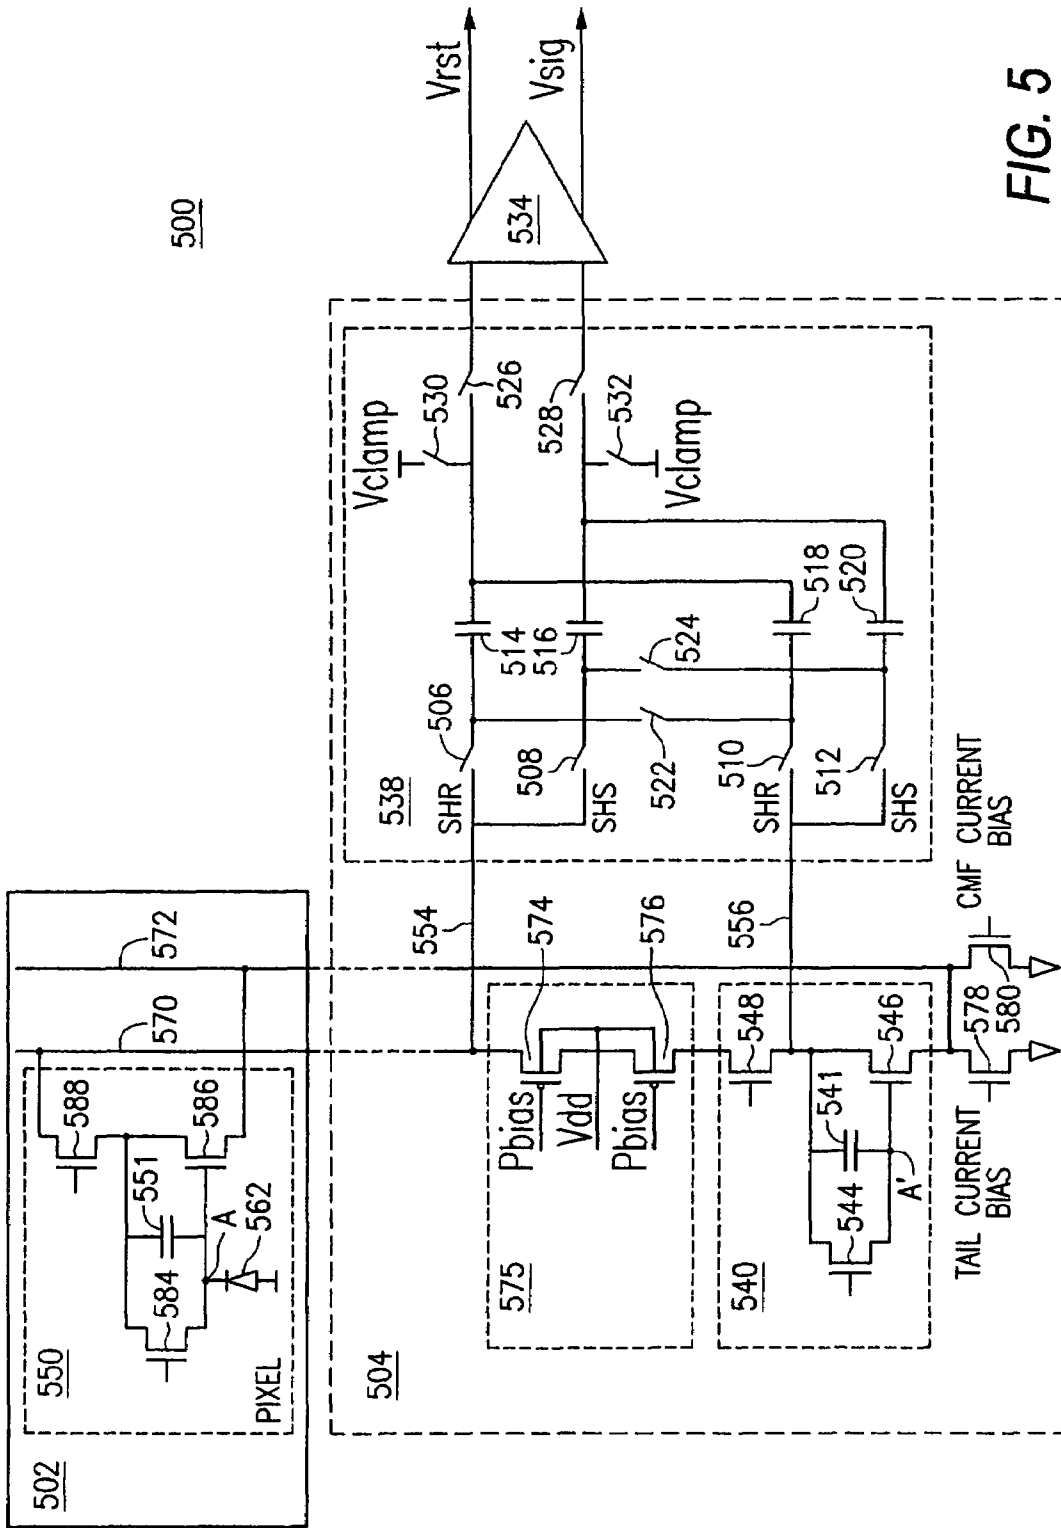 500
Vrst
Vsig
534
FIG. 5
502
550
PIXEL
588
586
584
551
A
562
570
572
554
556
504
538
SHR
506
508
SHS
SHR
510
512
SHS
514
516
518
520
522
524
Vclamp
530
526
528
532
Vclamp
575
Pbias
Vdd
Pbias
574
576
540
548
546
544
541
A'
TAIL CURRENT
BIAS
578
580
CMF CURRENT
BIAS